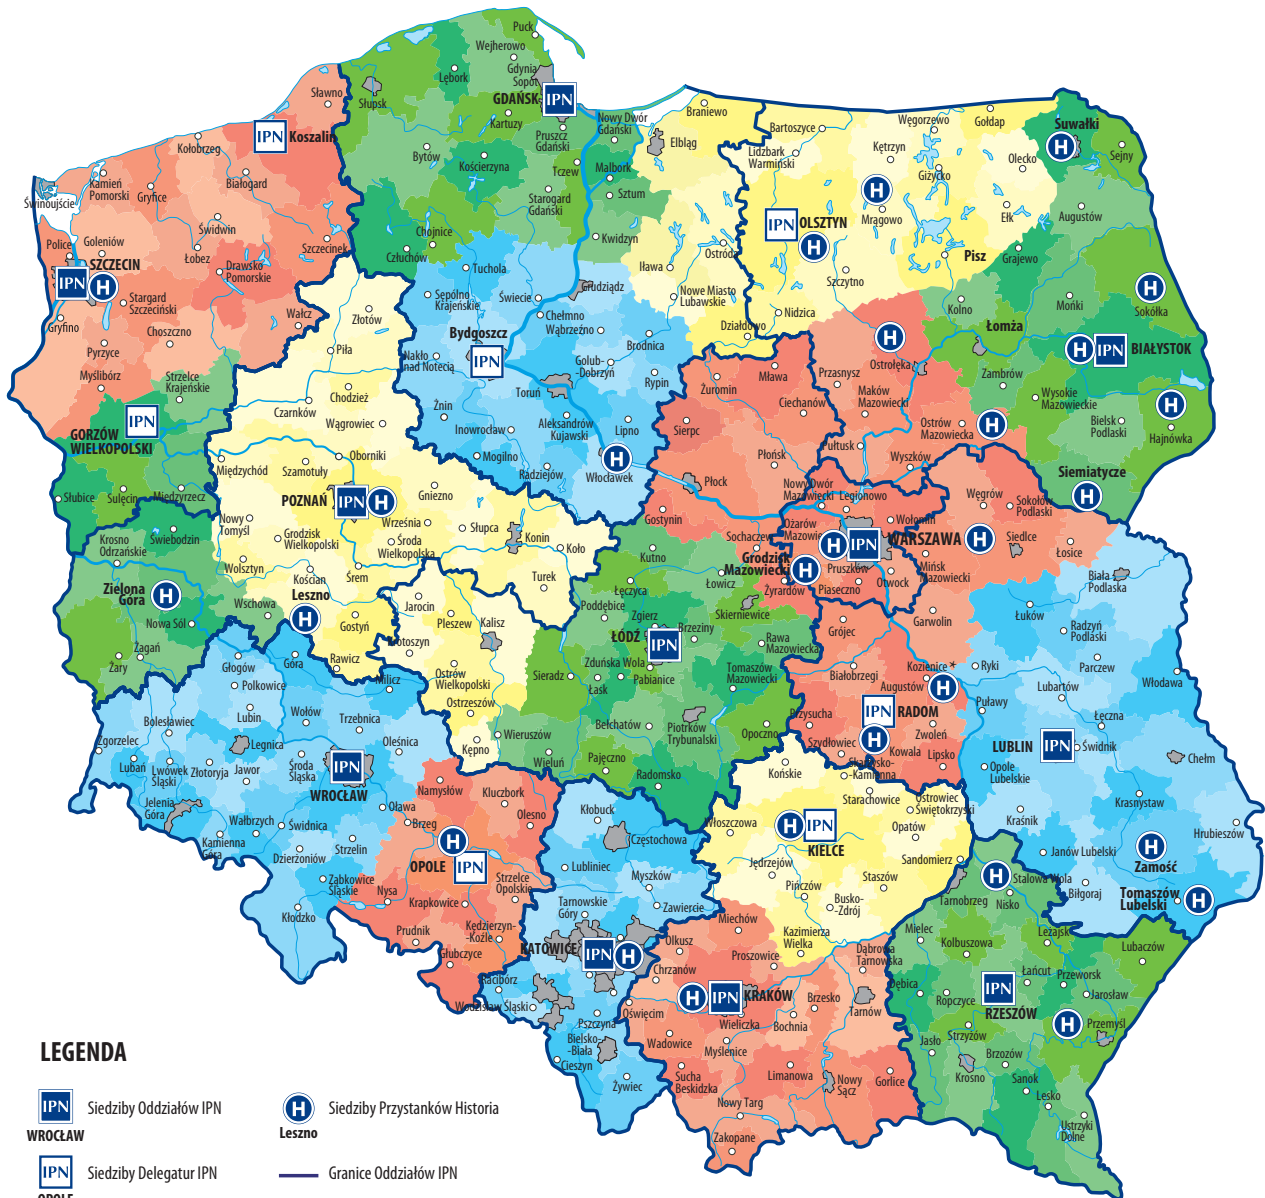 Puck
Wejherowo
Gdynia
Sopot
Lębork
GDAŃSK
IPN
Słupsk
Kartuzy
Pruszcz
Gdański
Nowy Dwór
Gdański
Bytów
Kościerzyna
Tczew
Malbork
Sztum
Starogard
Gdański
Chojnice
Człuchów
Kwidzyn
Elbląg
Braniewo
Iława
Ostróda
Nowe Miasto
Lubawskie
Działdowo
Nidzica
Bartoszyce
Lidzbark
Warmiński
Kętrzyn
Węgorzewo
Gołdap
Olecko
Giżycko
H
Mrągowo
Ełk
IPN
OLSZTYN
H
Pisz
Szczytno
Suwałki
H
Sejny
Augustów
Grajewo
Kolno
Łomża
Mońki
H
Sokółka
H
IPN
BIAŁYSTOK
Zambrów
Wysokie
Mazowieckie
Bielsk
Podlaski
H
Hajnówka
Siemiatycze
H
Sławno
IPN
Koszalin
Kołobrzeg
Białogard
Kamień
Pomorski
Gryfice
Świnoujście
Świdwin
Szczecinek
Police
Goleniów
SZCZECIN
IPN
H
Łobez
Drawsko
Pomorskie
Stargard
Szczeciński
Gryfino
Choszczno
Wałcz
Pyrzyce
Myślibórz
Strzelce
Krajeńskie
IPN
GORZÓW
WIELKOPOLSKI
Słubice
Sulęcin
Międzyrzecz
Krosno
Odrzańskie
Świebodzin
Zielona
Góra
H
Nowa Sól
Wschowa
Żagań
Żary
Złotów
Piła
Chodzież
Czarnków
Wągrowiec
Międzychód
Szamotuły
Oborniki
POZNAŃ
IPN
H
Gniezno
Nowy
Tomyśl
Grodzisk
Wielkopolski
Września
Słupca
Środa
Wielkopolska
Konin
Koło
Wolsztyn
Kościan
Śrem
Turek
Leszno
H
Gostyń
Rawicz
Jarocin
Pleszew
Kalisz
Krotoszyn
Ostrów
Wielkopolski
Ostrzeszów
Kępno
Tuchola
Sępólno
Krajeńskie
Świecie
Grudziądz
Chełmno
Wąbrzeźno
Bydgoszcz
IPN
Brodnica
Nakło
nad Notecią
Golub-
-Dobrzyń
Rypin
Toruń
Żnin
Aleksandrów
Kujawski
Inowrocław
Lipno
Mogilno
H
Radziejów
Włocławek
Żuromin
Mława
Ciechanów
Przasnysz
H
Ostrołęka
Maków
Mazowiecki
Sierpc
Ostrów
Mazowiecka
H
Pułtusk
Płońsk
Wyszków
Płock
Nowy Dwór
Mazowiecki
Legionowo
Węgrów
Sokołów
Podlaski
Gostynin
Ożarów
Mazowiecki
Wołomin
H
IPN
WARSZAWA
H
Siedlce
Sochaczew
Grodzisk
Mazowiecki
H
Pruszków
Mińsk
Mazowiecki
Łosice
Otwock
Piaseczno
Żyrardów
Garwolin
Grójec
Białobrzegi
Kozienice *
Augustów
H
IPN
RADOM
Przysucha
H
Zwoleń
Szydłowiec
Kowala
Lipsko
Kutno
Łęczyca
Łowicz
Poddębice
Zgierz
Skierniewice
ŁÓDŹ
IPN
Brzeziny
Rawa
Mazowiecka
Zduńska Wola
Sieradz
Pabianice
Łask
Tomaszów
Mazowiecki
Bełchatów
Piotrków
Trybunalski
Opoczno
Wieruszów
Wieluń
Pajęczno
Radomsko
Biała
Podlaska
Łuków
Radzyń
Podlaski
Ryki
Parczew
Włodawa
Puławy
Lubartów
Łęczna
LUBLIN
IPN
Świdnik
Chełm
Opole
Lubelskie
Krasnystaw
Kraśnik
Hrubieszów
Janów Lubelski
H
Zamość
Biłgoraj
Tomaszów
Lubelski
H
Góra
Głogów
Polkowice
Milicz
Bolesławiec
Lubin
Wołów
Trzebnica
Zgorzelec
Oleśnica
Legnica
Lubań
Lwówek
Śląski
Złotoryja
Jawor
Środa
Śląska
IPN
WROCŁAW
Jelenia
Góra
Oława
Wałbrzych
Świdnica
Kamienna
Góra
Strzelin
Dzierżoniów
Ząbkowice
Śląskie
Kłodzko
Namysłów
Kluczbork
Olesno
Brzeg
H
OPOLE
IPN
Strzelce
Opolskie
Nysa
Krapkowice
Prudnik
Kędzierzyn-
-Koźle
Głubczyce
Kłobuck
Częstochowa
Lubliniec
Myszków
Tarnowskie
Góry
Zawiercie
KATOWICE
IPN
H
Racibórz
Wodzisław Śląski
Pszczyna
Bielsko-
-Biała
Cieszyn
Żywiec
Końskie
Skarżysko-
-Kamienna
Starachowice
Ostrowiec
Świętokrzyski
Włoszczowa
H
IPN
KIELCE
Opatów
Jędrzejów
Sandomierz
Staszów
Pińczów
Busko-
-Zdrój
Kazimierza
Wielka
Miechów
Olkusz
Proszowice
Dąbrowa
Tarnowska
Chrzanów
H
IPN
KRAKÓW
Brzesko
Tarnów
Oświęcim
Wieliczka
Bochnia
Wadowice
Myślenice
Sucha
Beskidzka
Limanowa
Nowy
Sącz
Gorlice
Nowy Targ
Zakopane
H
Stalowa Wola
Tarnobrzeg
Nisko
Mielec
Kolbuszowa
Leżajsk
Lubaczów
Dębica
Ropczyce
IPN
RZESZÓW
Łańcut
Przeworsk
Jarosław
H
Przemyśl
Strzyżów
Jasło
Brzozów
Krosno
Sanok
Lesko
Ustrzyki
Dolne
LEGENDA
IPN
Siedziby Oddziałów IPN
WROCŁAW
H
Siedziby Przystanków Historia
Leszno
IPN
Siedziby Delegatur IPN
OPOLE
Granice Oddziałów IPN